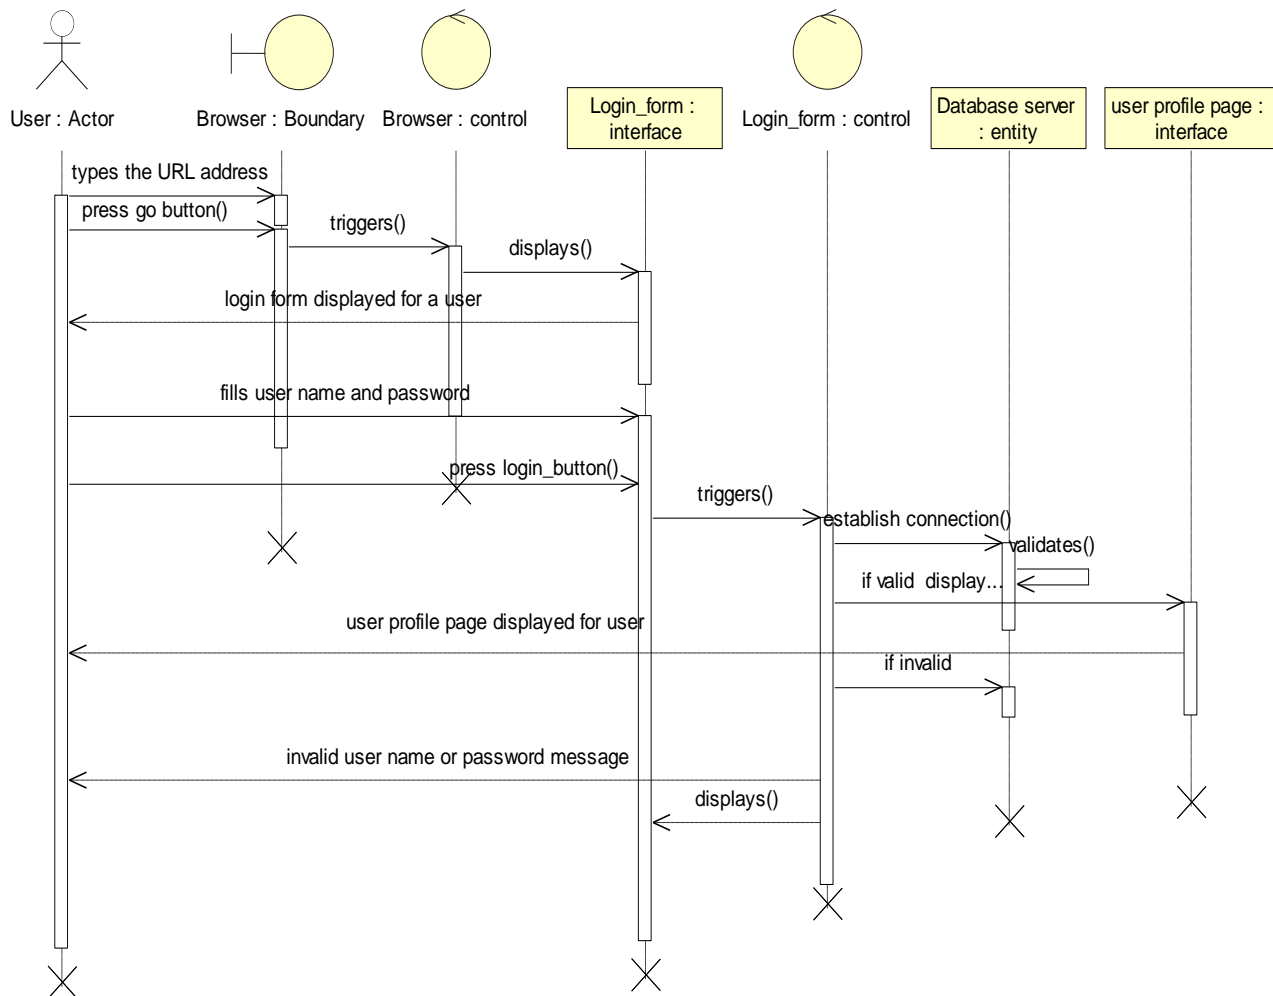 User : Actor
Browser : Boundary
Browser : control
Login_form :
interface
Login_form : control
Database server
: entity
user profile page :
interface
types the URL address
press go button()
triggers()
displays()
login form displayed for a user
fills user name and password
press login_button()
triggers()
establish connection()
validates()
if valid display...
user profile page displayed for user
if invalid
invalid user name or password message
displays()